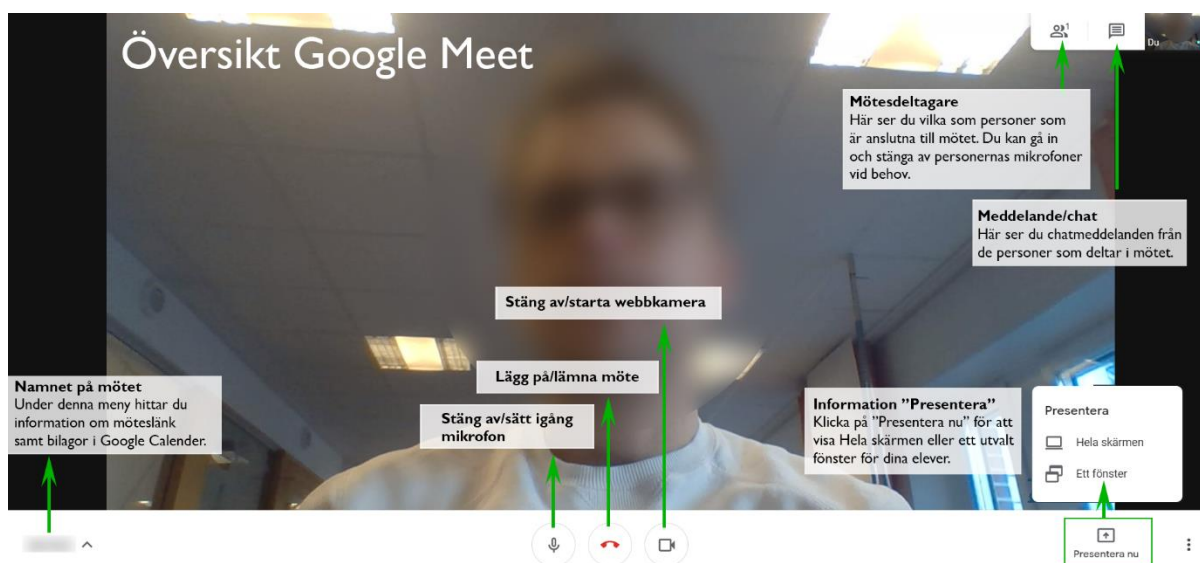 Översikt Google Meet
1
Du
Mötesdeltagare
Här ser du vilka som personer som
är anslutna till mötet. Du kan gå in
och stänga av personernas mikrofoner
vid behov.
Meddelande/chat
Här ser du chatmeddelanden från
de personer som deltar i mötet.
Stäng av/starta webbkamera
Lägg på/lämna möte
Stäng av/sätt igång
mikrofon
Namnet på mötet
Under denna meny hittar du
information om möteslänk
samt bilagor i Google Calender.
Information ”Presentera”
Klicka på ”Presentera nu” för att
visa Hela skärmen eller ett utvalt
fönster för dina elever.
Presentera
Hela skärmen
Ett fönster
Presentera nu